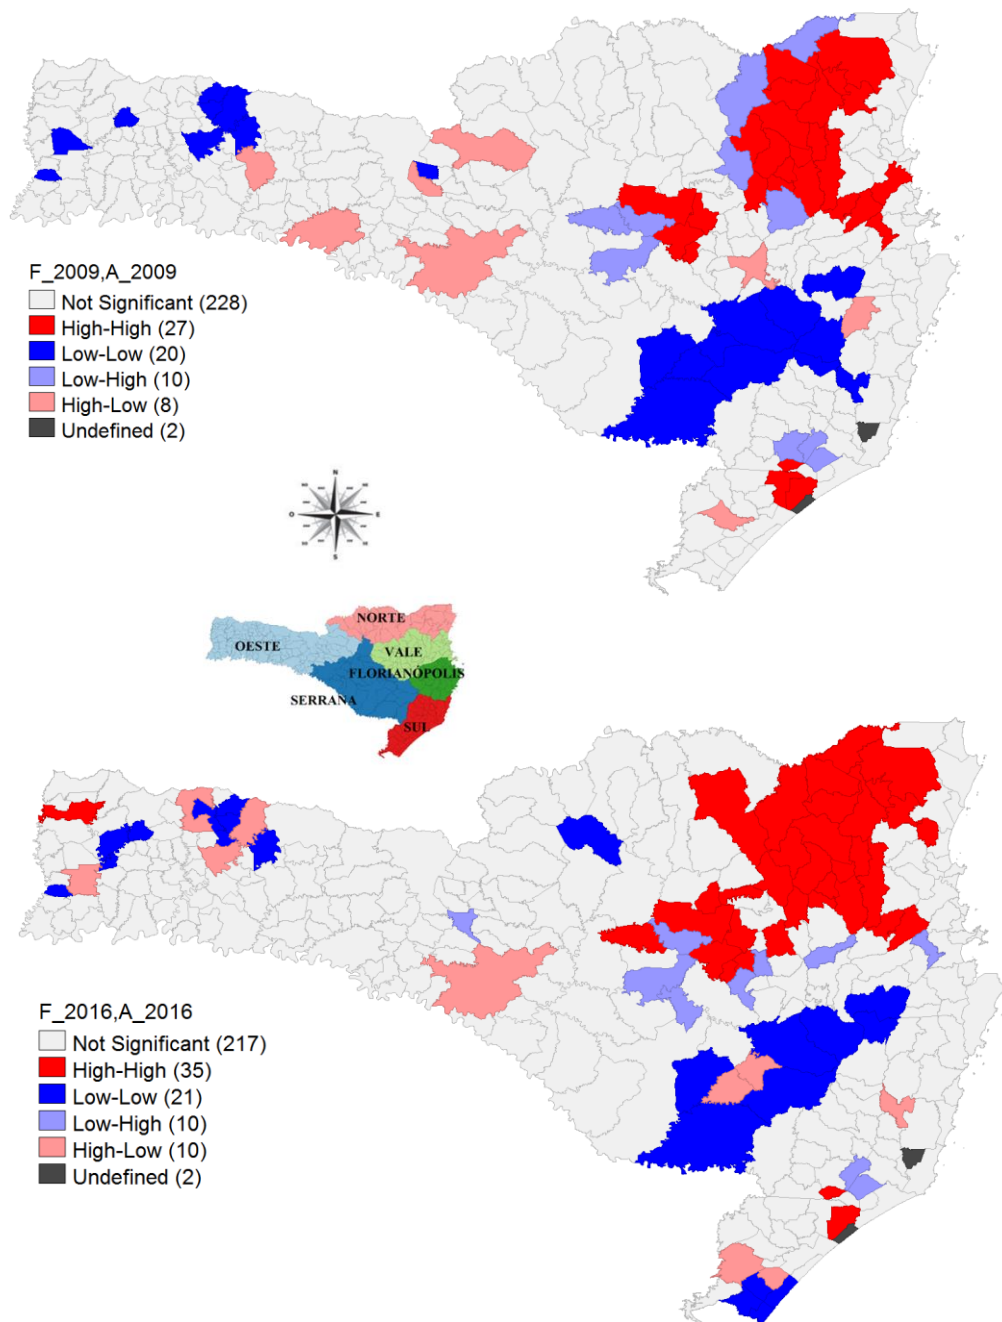 F_2009,A_2009
Not Significant (228)
High-High (27)
Low-Low (20)
Low-High (10)
High-Low (8)
Undefined (2)
N
O
E
S
NORTE
OESTE
VALE
FLORIANÓPOLIS
SERRANA
SUL
F_2016,A_2016
Not Significant (217)
High-High (35)
Low-Low (21)
Low-High (10)
High-Low (10)
Undefined (2)